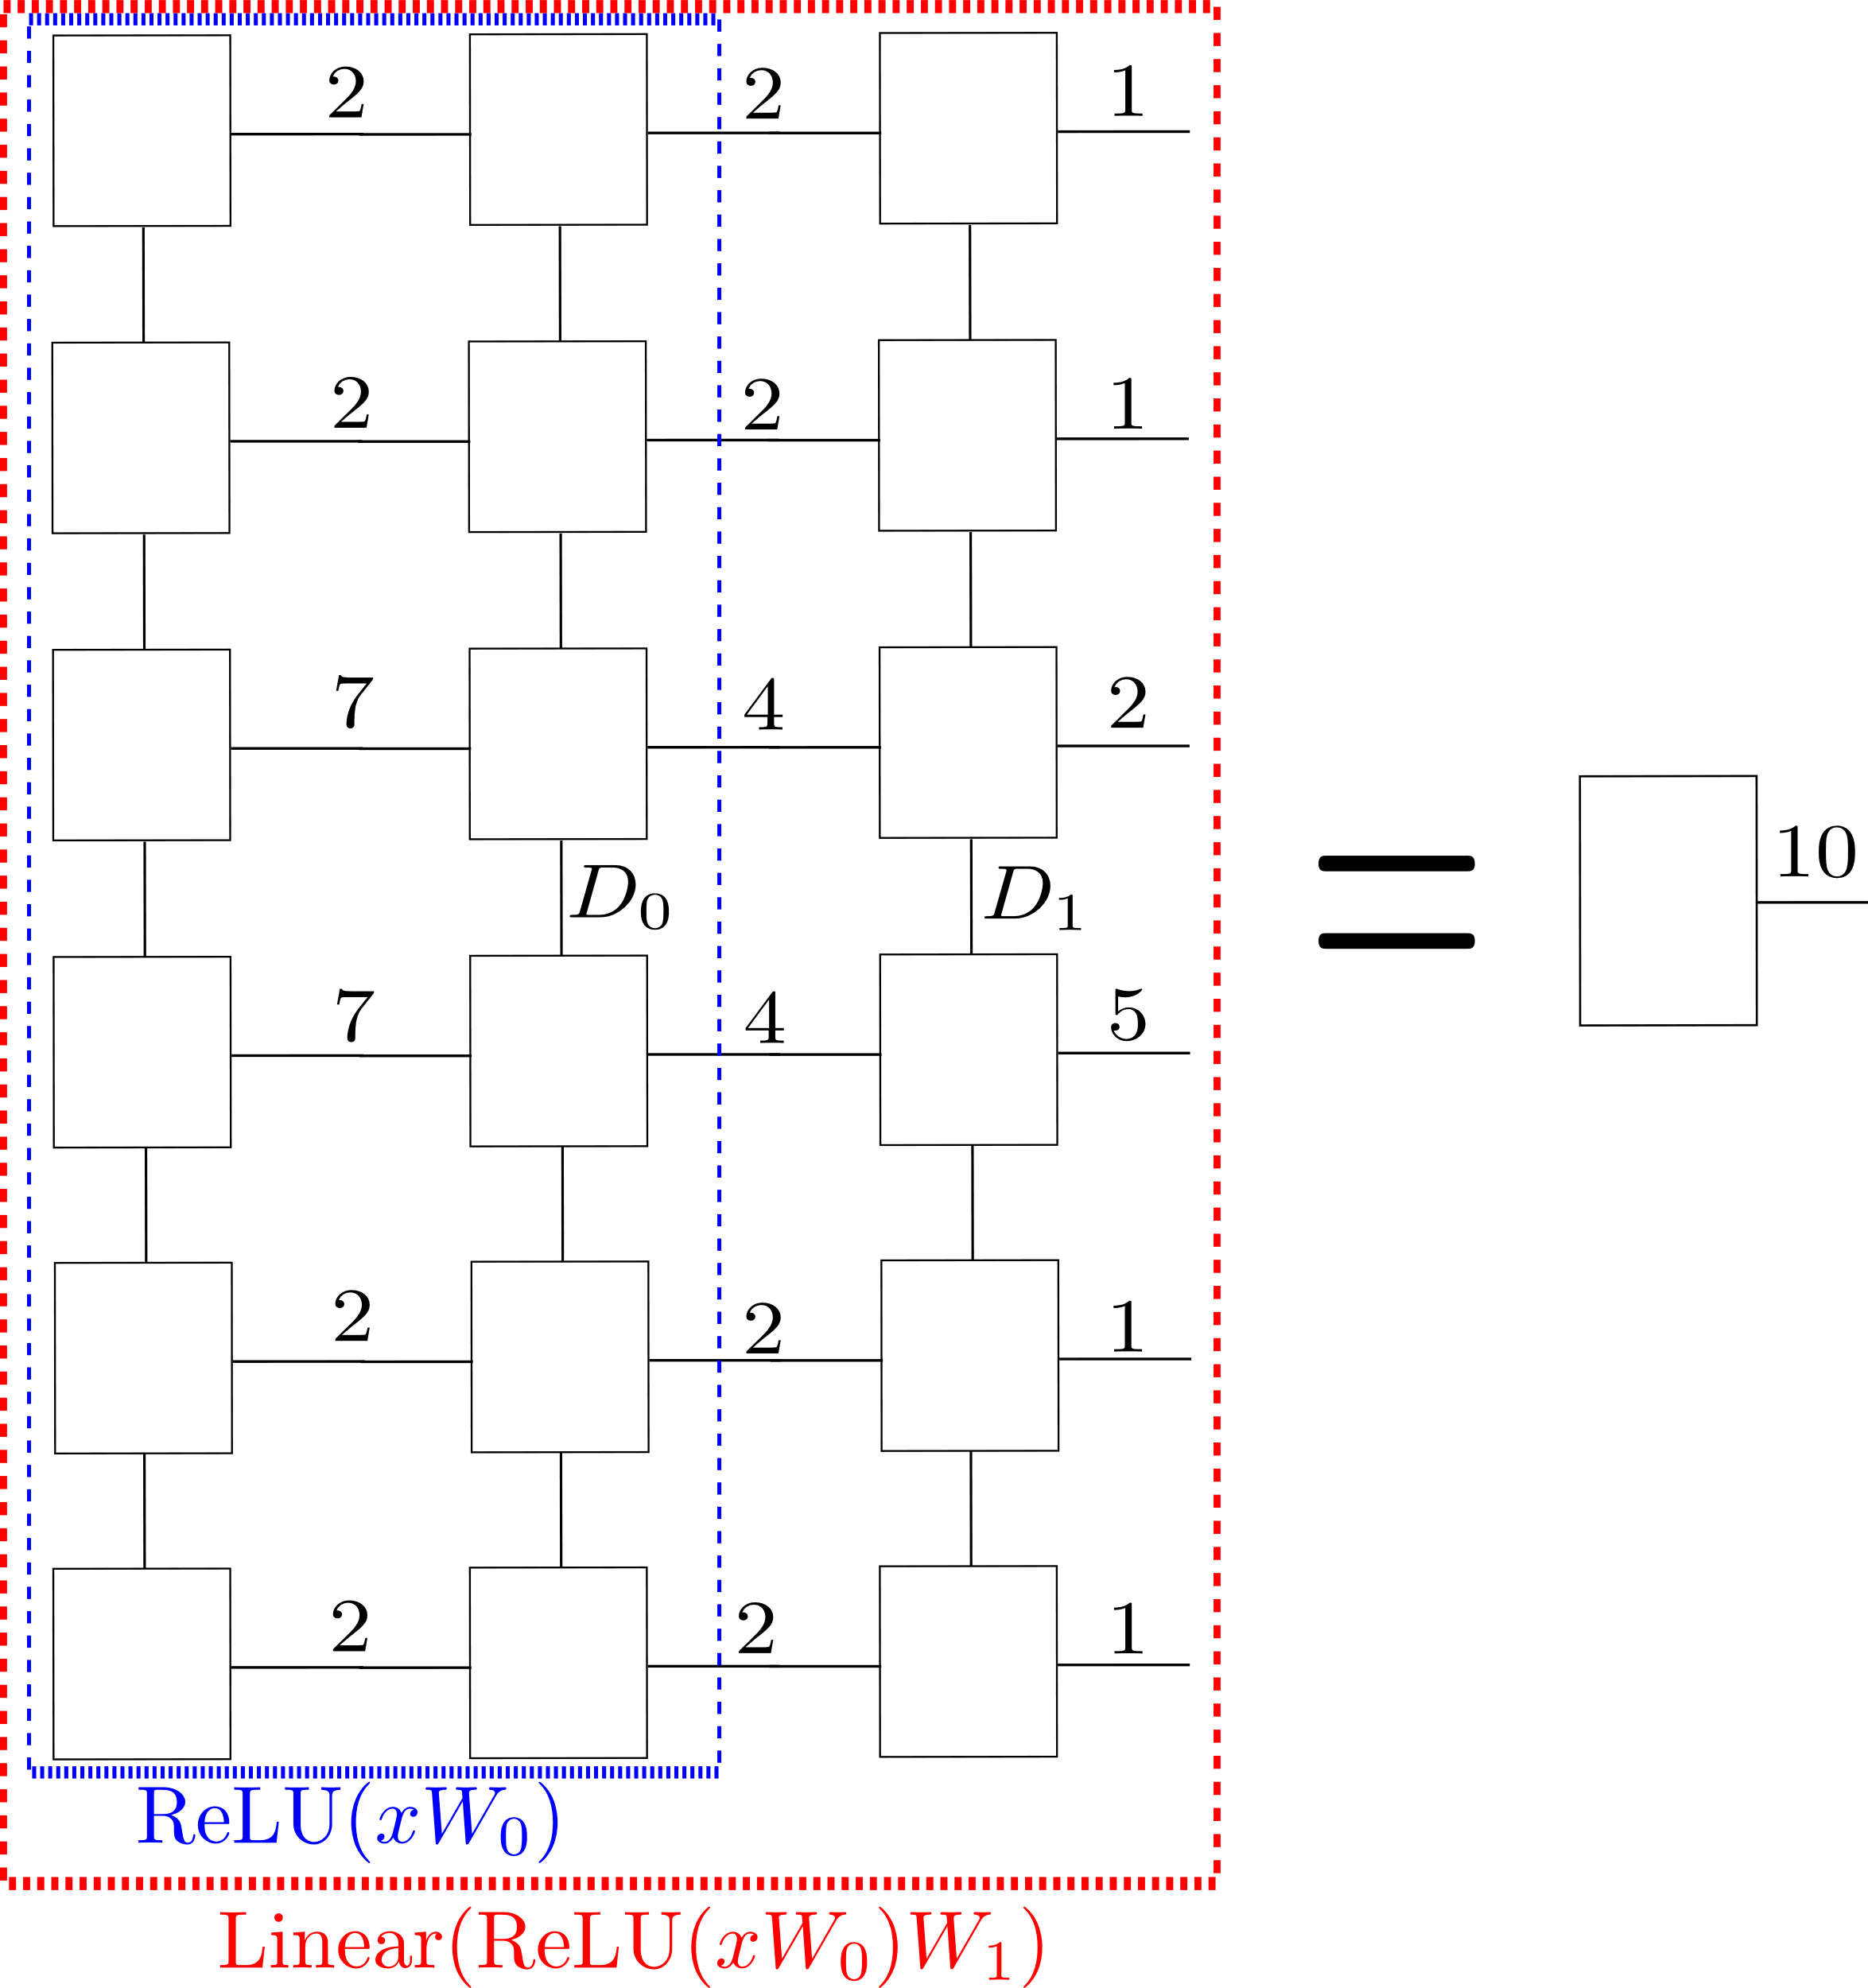 2 2 1
2 2 1
7 4 2
=
10
D₀ D₁
7 4 5
2 2 1
2 2 1
ReLU(xW₀)
Linear(ReLU(xW₀)W₁)